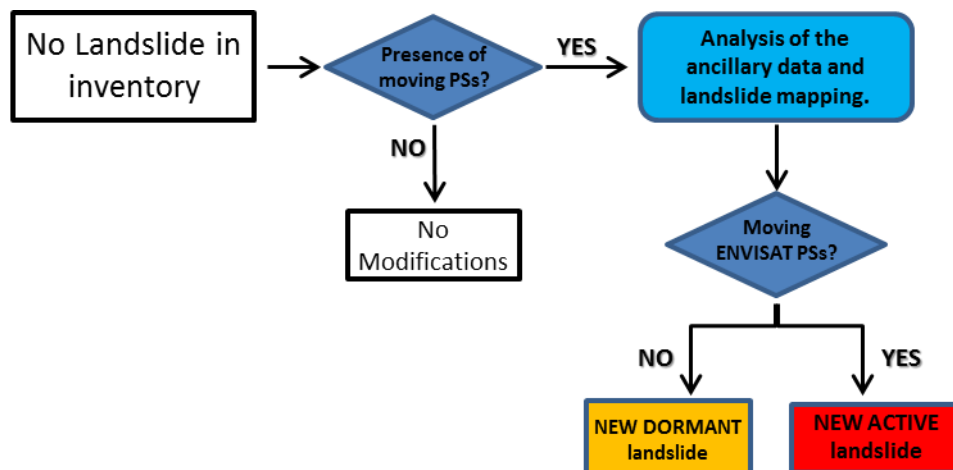 No Landslide in
inventory
Presence of
moving PSs?
YES
Analysis of the
ancillary data and
landslide mapping.
NO
No
Modifications
Moving
ENVISAT PSs?
NO
YES
NEW DORMANT
landslide
NEW ACTIVE
landslide